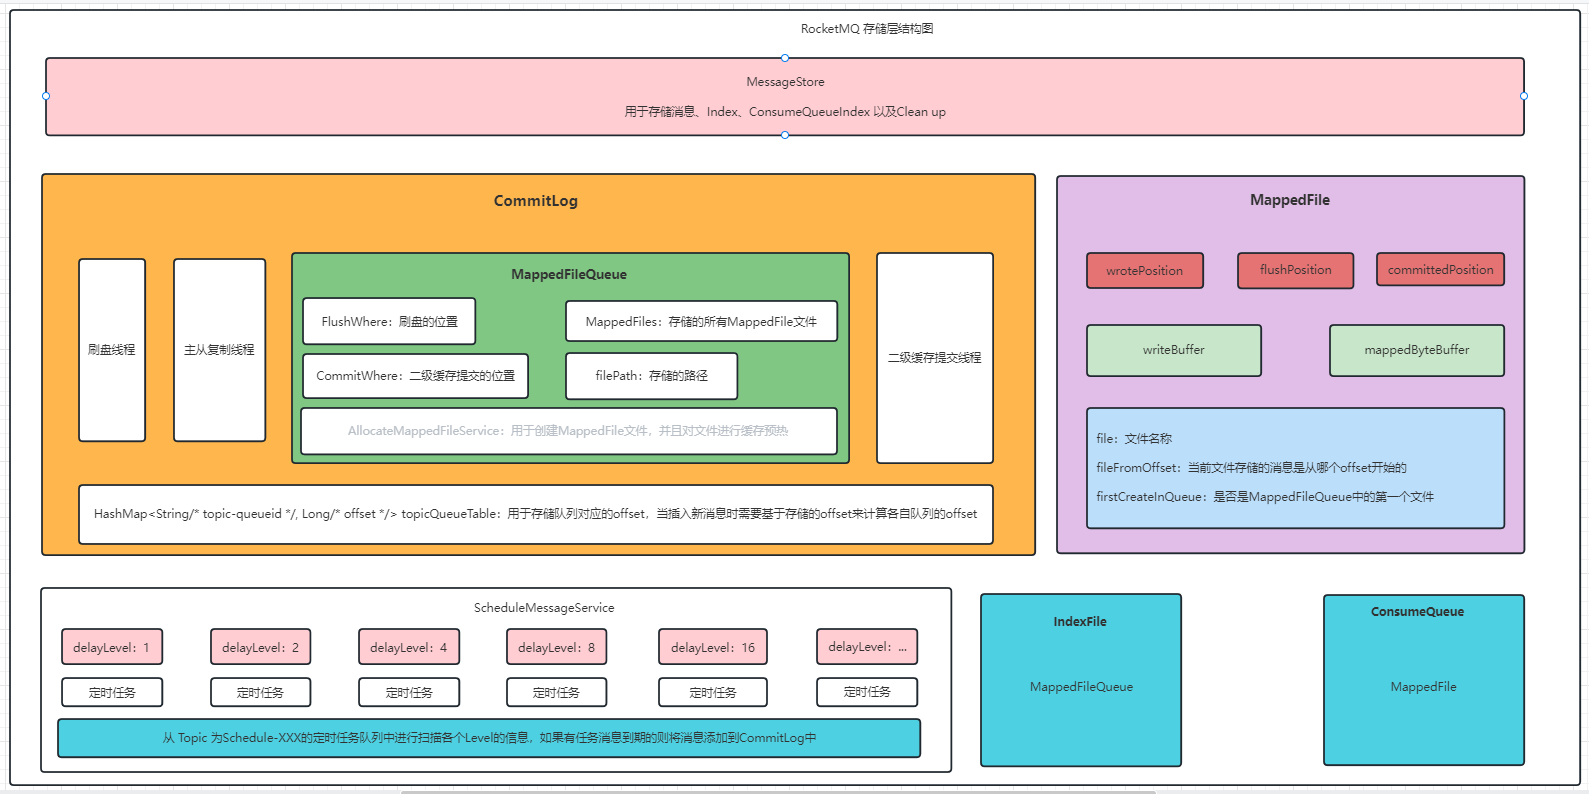 RocketMQ 存储层结构图
MessageStore
用于存储消息、Index、ConsumeQueueIndex 以及Clean up
CommitLog
刷盘线程
主从复制线程
MappedFileQueue
FlushWhere：刷盘的位置
MappedFiles：存储的所有MappedFile文件
CommitWhere：二级缓存提交的位置
filePath：存储的路径
AllocateMappedFileService：用于创建MappedFile文件，并且对文件进行缓存预热
二级缓存提交线程
HashMap<String/* topic-queueid */, Long/* offset */> topicQueueTable：用于存储队列对应的offset，当插入新消息时需要基于存储的offset来计算各自队列的offset
MappedFile
wrotePosition
flushPosition
committedPosition
writeBuffer
mappedByteBuffer
file：文件名称
fileFromOffset：当前文件存储的消息是从哪个offset开始的
firstCreateInQueue：是否是MappedFileQueue中的第一个文件
ScheduleMessageService
delayLevel：1
delayLevel：2
delayLevel：4
delayLevel：8
delayLevel：16
delayLevel：...
定时任务
定时任务
定时任务
定时任务
定时任务
定时任务
从 Topic 为Schedule-XXX的定时任务队列中进行扫描各个Level的信息，如果有任务消息到期的则将消息添加到CommitLog中
IndexFile
MappedFileQueue
ConsumeQueue
MappedFile